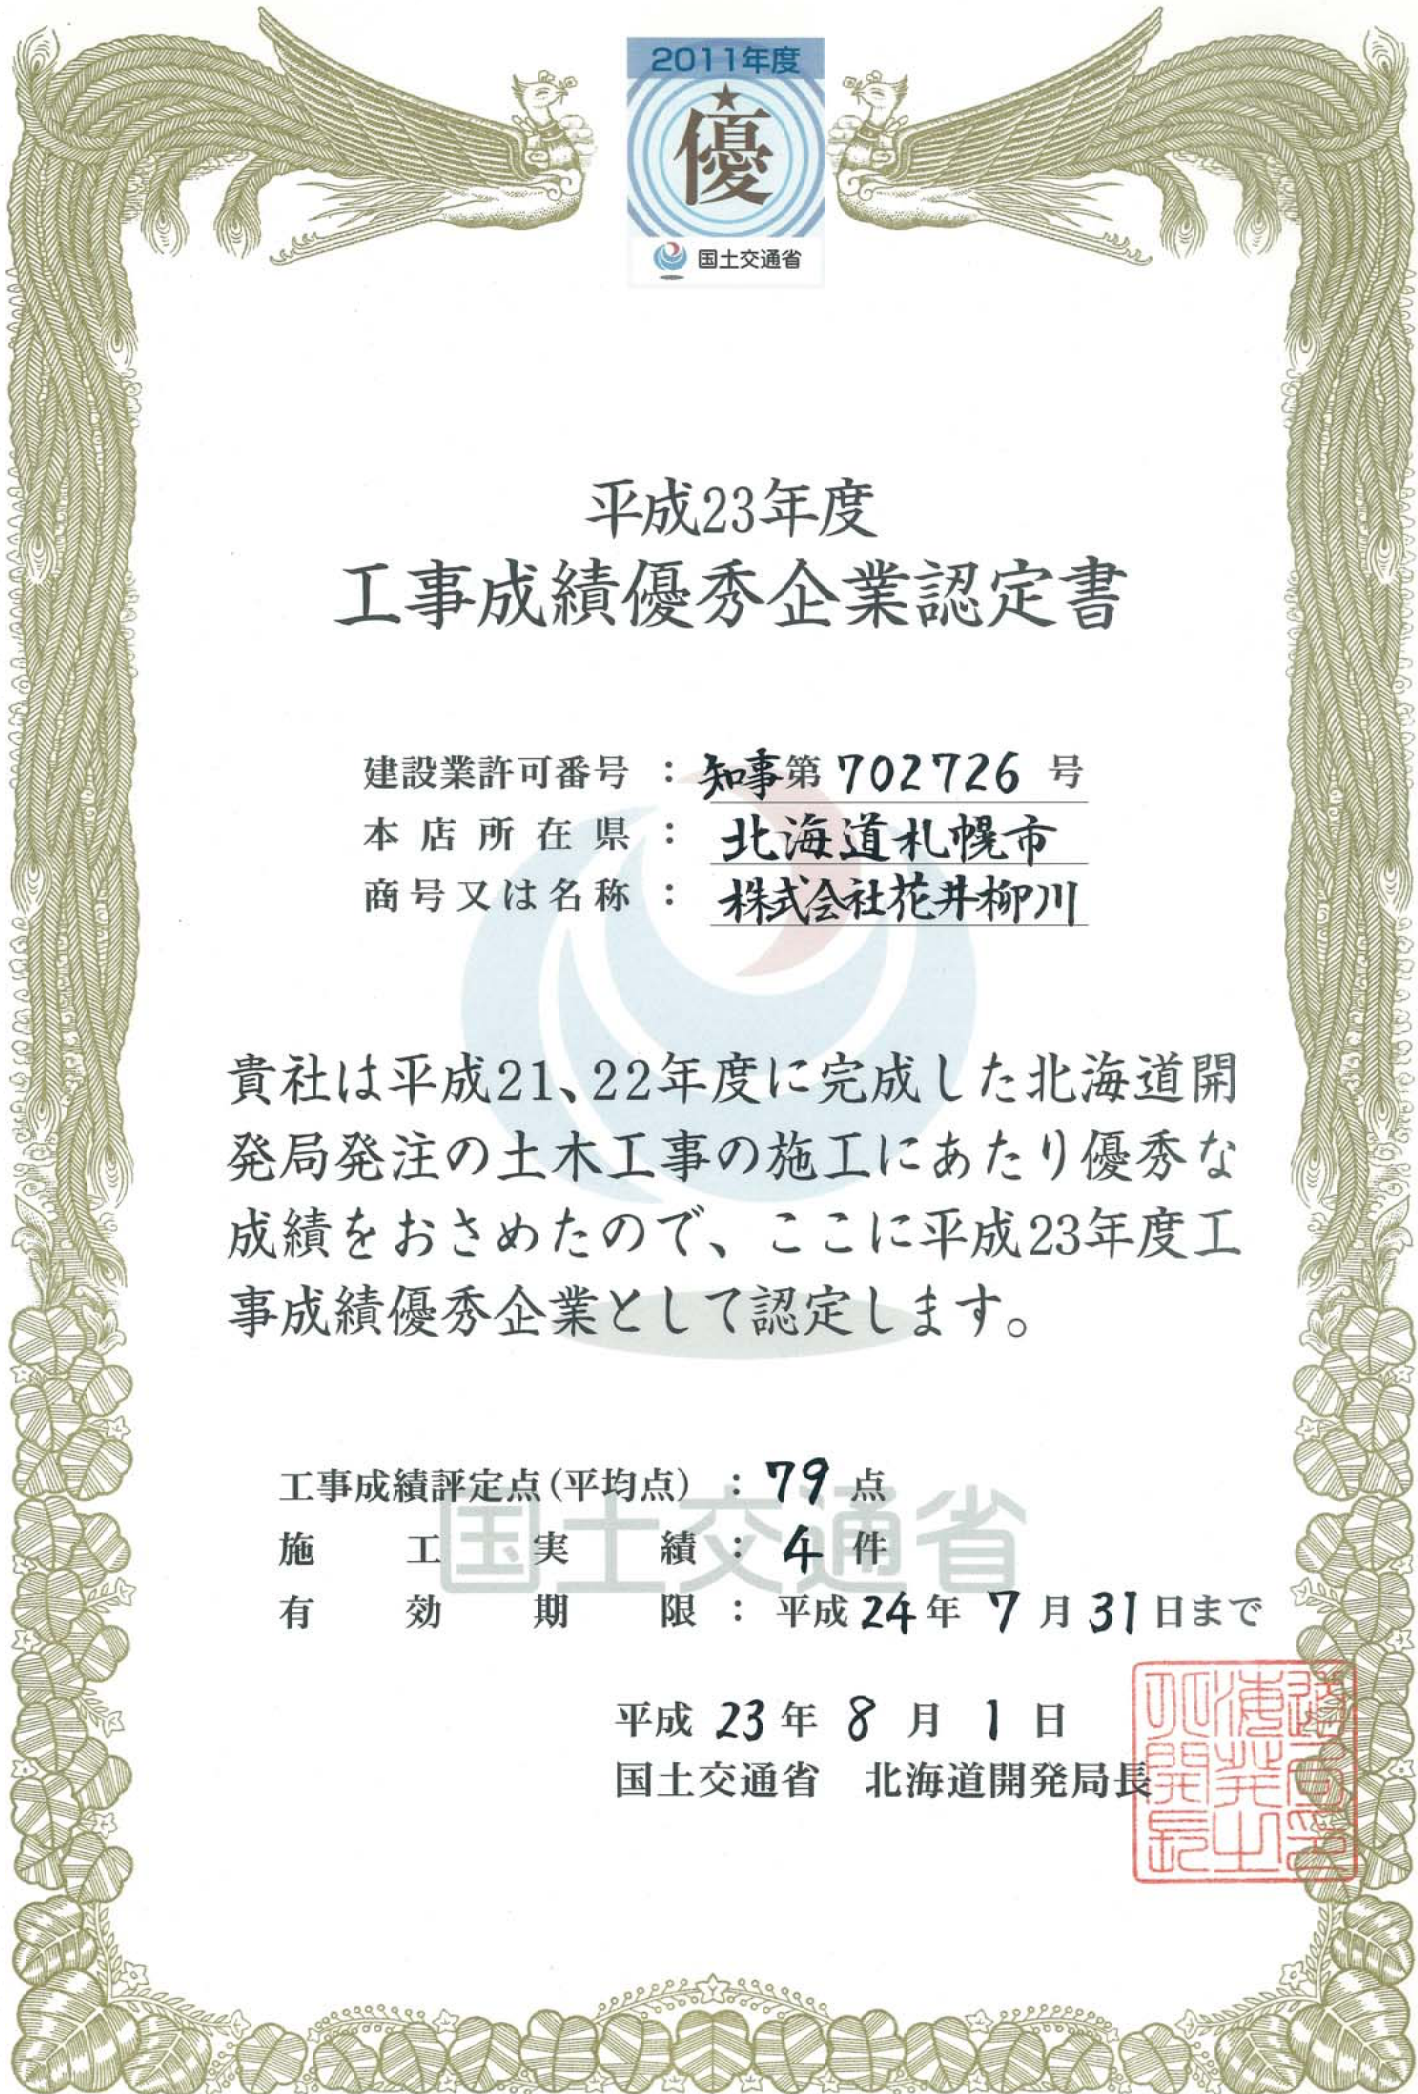 2011年度
優
国土交通省
平成23年度
工事成績優秀企業認定書
建設業許可番号 ： 知事第 702726 号
本店所在県 ： 北海道札幌市
商号又は名称 ： 株式会社花井柳川
貴社は平成21、22年度に完成した北海道開
発局発注の土木工事の施工にあたり優秀な
成績をおさめたので、ここに平成23年度工
事成績優秀企業として認定します。
工事成績評定点(平均点) ： 79 点
国土交通省
施工実績 ： 4 件
有効期限 ： 平成 24 年 7 月 31 日まで
平成 23 年 8 月 1 日
国土交通省 北海道開発局長